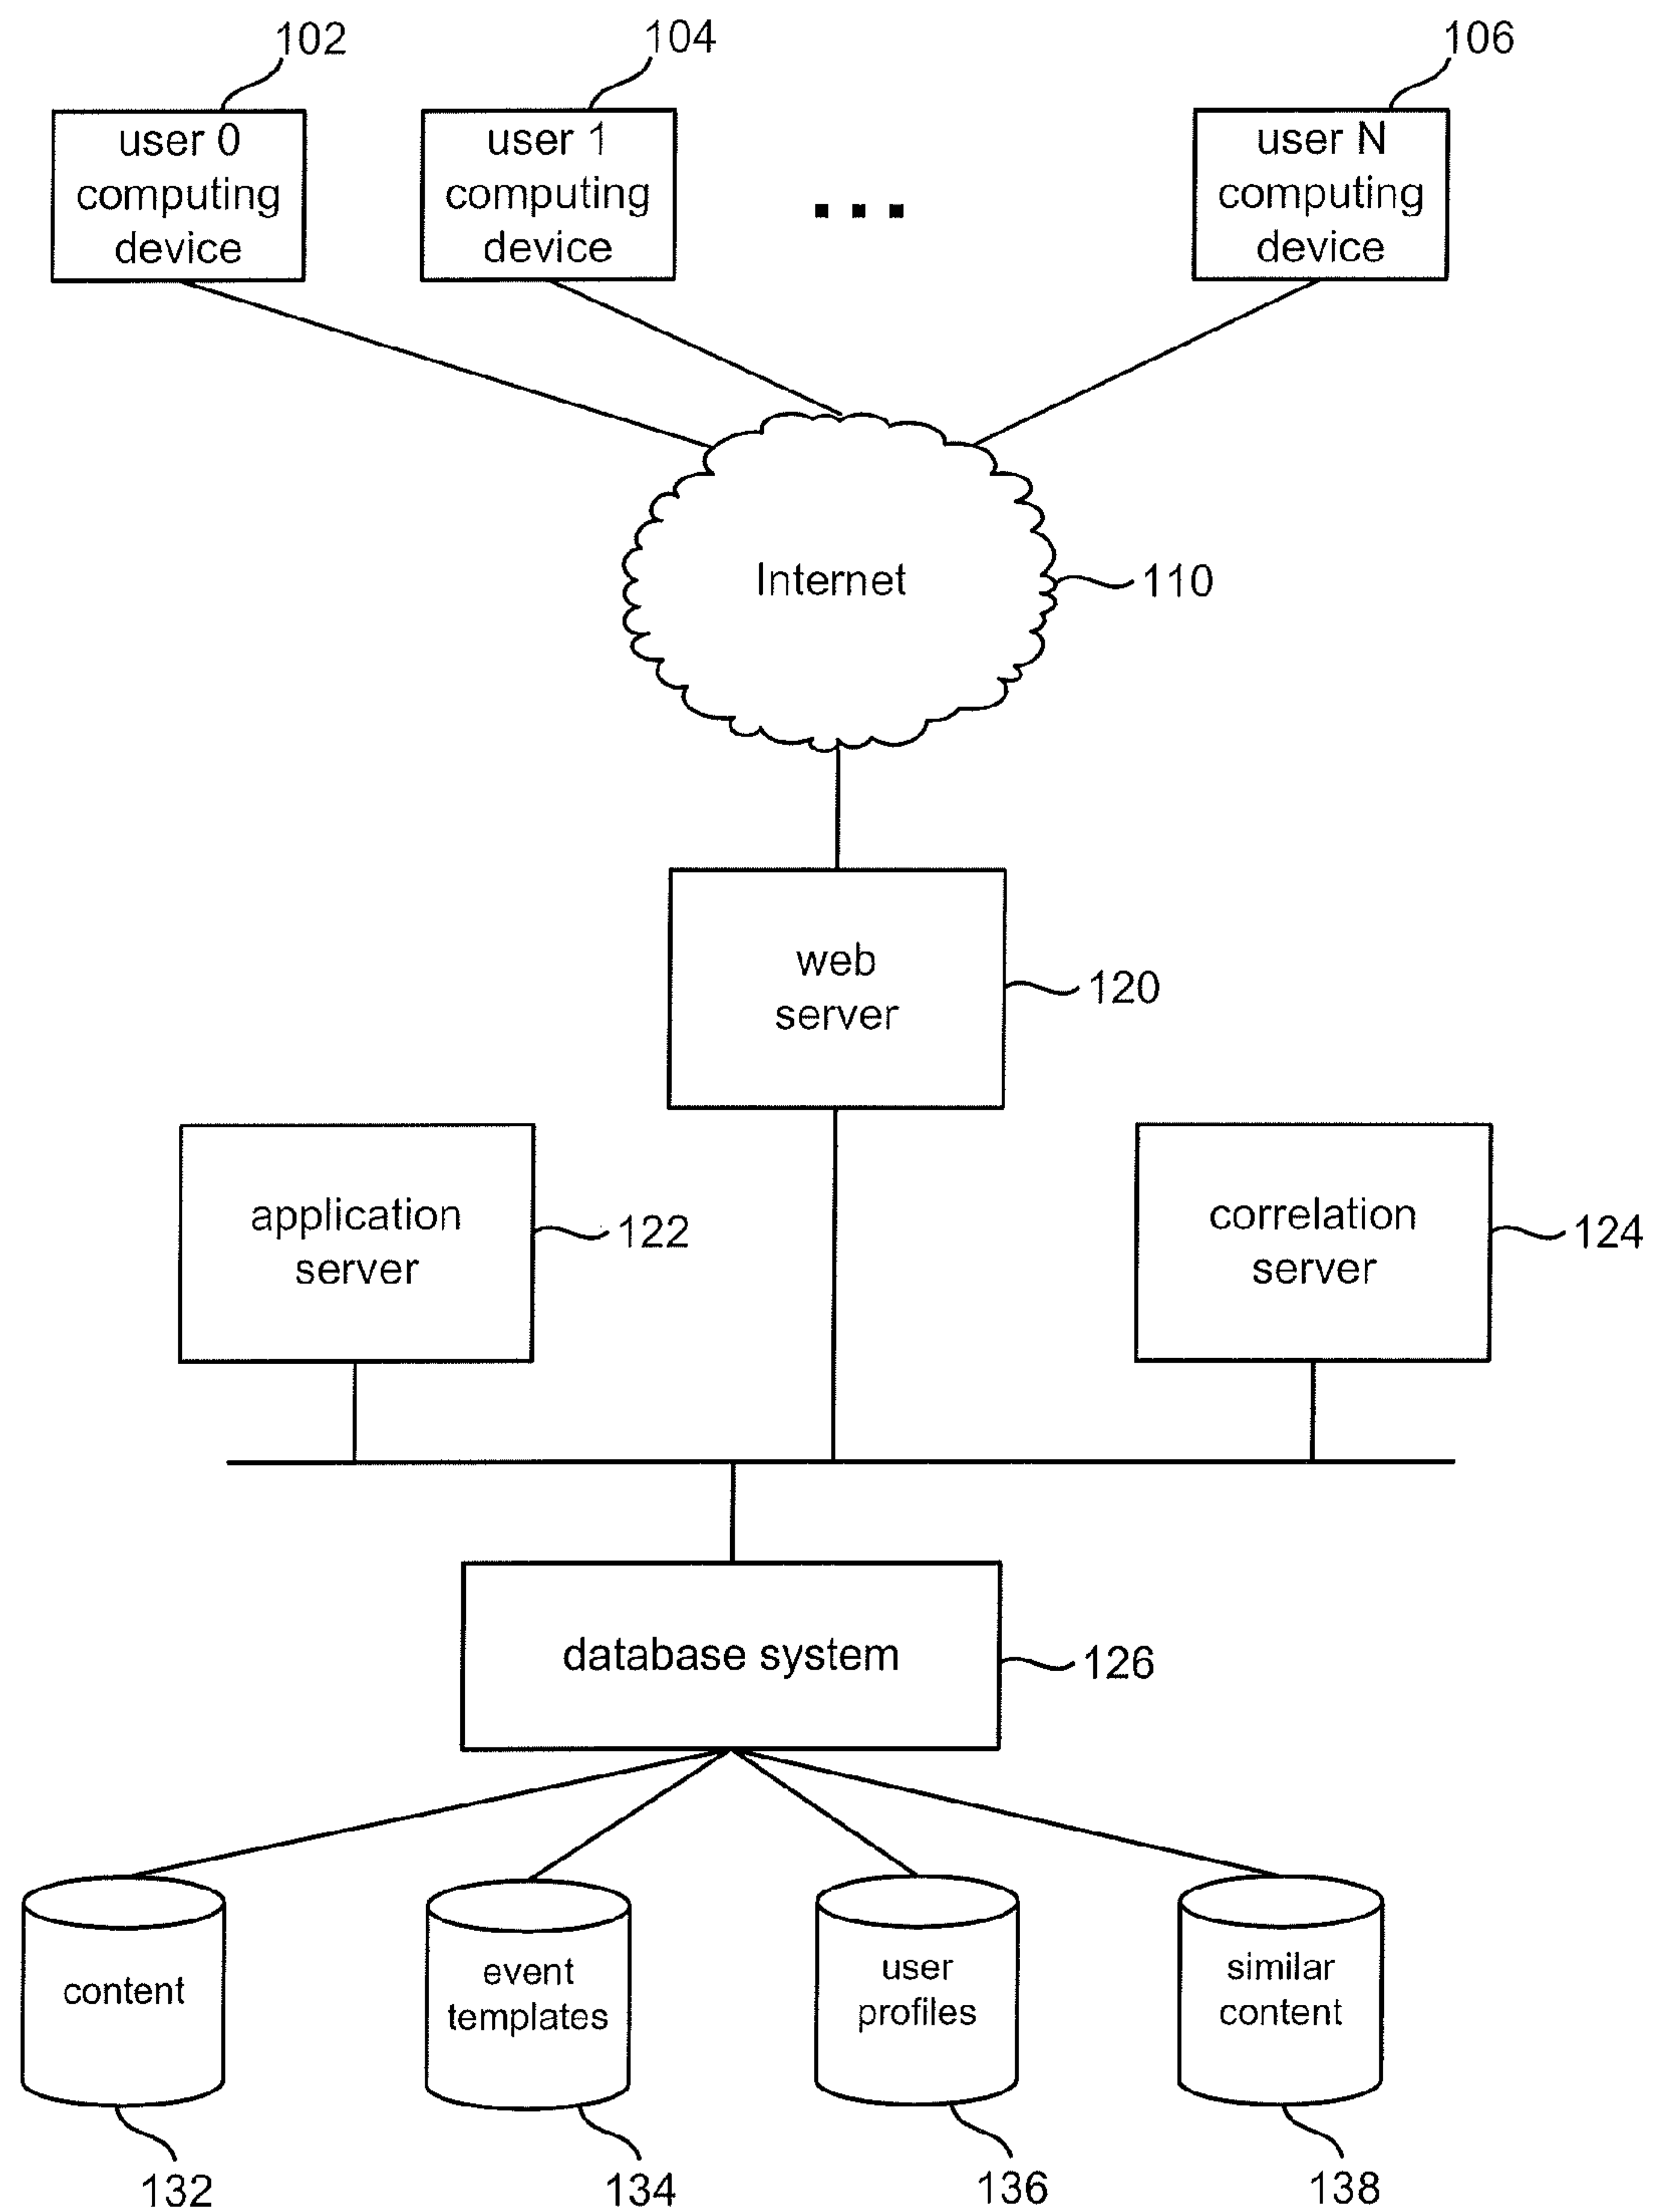 102
104
106
user 0
computing
device
user 1
computing
device
user N
computing
device
Internet
110
web
server
120
application
server
122
correlation
server
124
database system
126
content
event
templates
user
profiles
similar
content
132
134
136
138